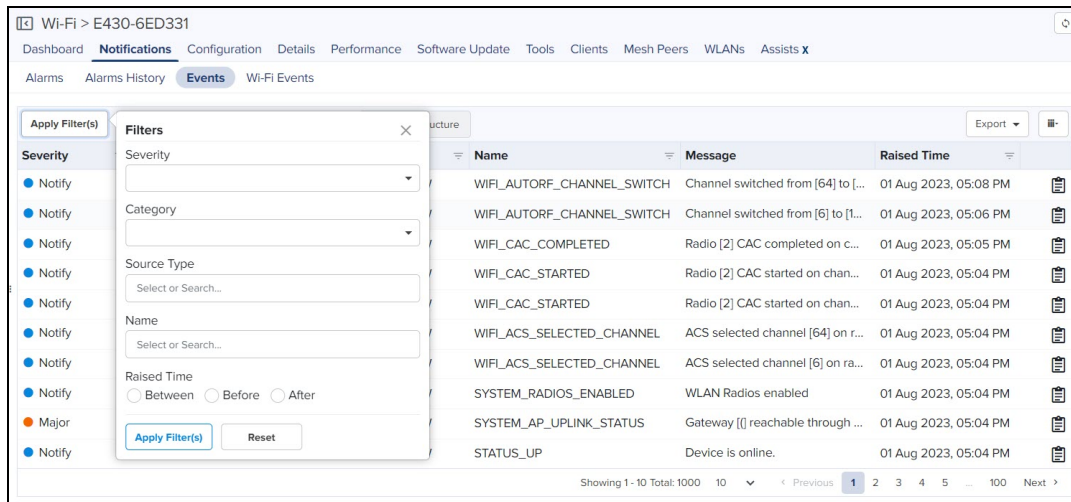 Wi-Fi > E430-6ED331
Dashboard Notifications Configuration Details Performance Software Update Tools Clients Mesh Peers WLANs Assists X
Alarms Alarms History Events Wi-Fi Events
Apply Filter(s) ucture Export
Filters
Severity Name Message Raised Time
Severity
Notify WIFI_AUTORF_CHANNEL_SWITCH Channel switched from [64] to [... 01 Aug 2023, 05:08 PM
Category
Notify WIFI_AUTORF_CHANNEL_SWITCH Channel switched from [6] to [1... 01 Aug 2023, 05:06 PM
Notify WIFI_CAC_COMPLETED Radio [2] CAC completed on c... 01 Aug 2023, 05:05 PM
Source Type
Notify Select or Search... WIFI_CAC_STARTED Radio [2] CAC started on chan... 01 Aug 2023, 05:04 PM
Notify WIFI_CAC_STARTED Radio [2] CAC started on chan... 01 Aug 2023, 05:04 PM
Name
Notify Select or Search... WIFI_ACS_SELECTED_CHANNEL ACS selected channel [64] on r... 01 Aug 2023, 05:04 PM
Notify WIFI_ACS_SELECTED_CHANNEL ACS selected channel [6] on ra... 01 Aug 2023, 05:04 PM
Raised Time
Notify Between Before After SYSTEM_RADIOS_ENABLED WLAN Radios enabled 01 Aug 2023, 05:04 PM
Major SYSTEM_AP_UPLINK_STATUS Gateway [(] reachable through ... 01 Aug 2023, 05:04 PM
Apply Filter(s) Reset
Notify STATUS_UP Device is online. 01 Aug 2023, 05:04 PM
Showing 1 - 10 Total: 1000 10 < Previous 1 2 3 4 5 ... 100 Next >